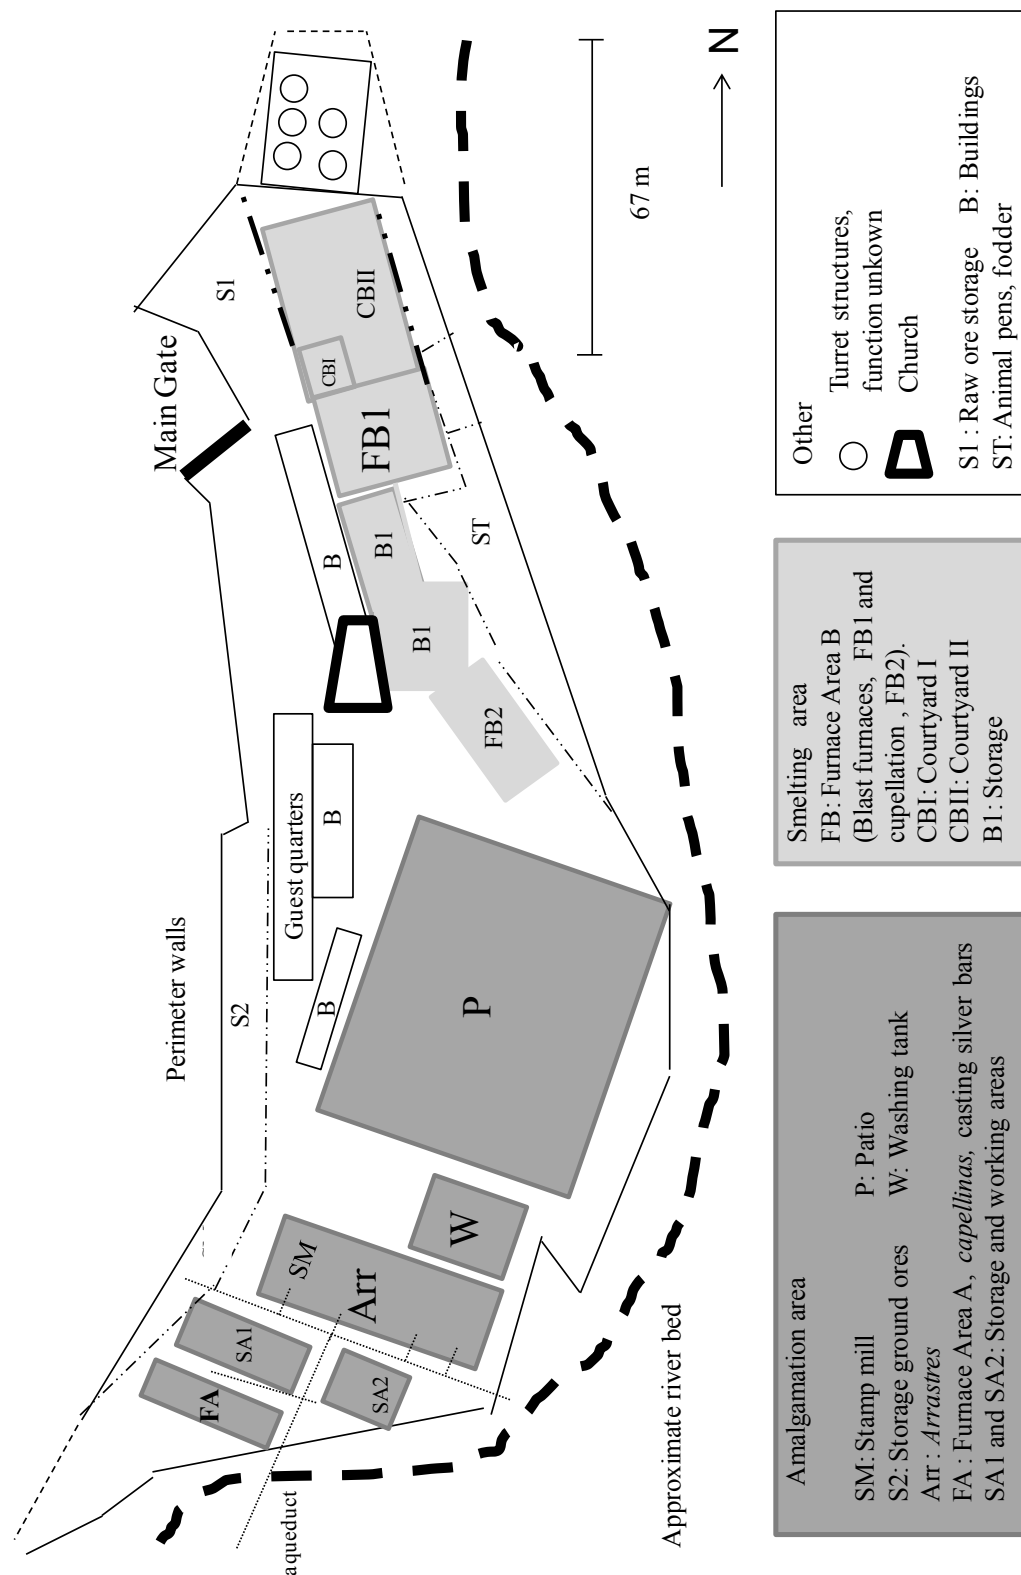 Main Gate
Perimeter walls
S1
S2
CBI
CBII
FB1
B
B1
B1
ST
FB2
Guest quarters
B
B
P
W
SM
Arr
SA1
SA2
FA
aqueduct
Approximate river bed
67 m
N
Amalgamation area
SM: Stamp mill P: Patio
S2: Storage ground ores W: Washing tank
Arr : Arrastres
FA : Furnace Area A, capellinas, casting silver bars
SA1 and SA2: Storage and working areas
Smelting area
FB: Furnace Area B
(Blast furnaces, FB1 and
cupellation , FB2).
CBI: Courtyard I
CBII: Courtyard II
B1: Storage
Other
Turret structures,
function unkown
Church
S1 : Raw ore storage B: Buildings
ST: Animal pens, fodder